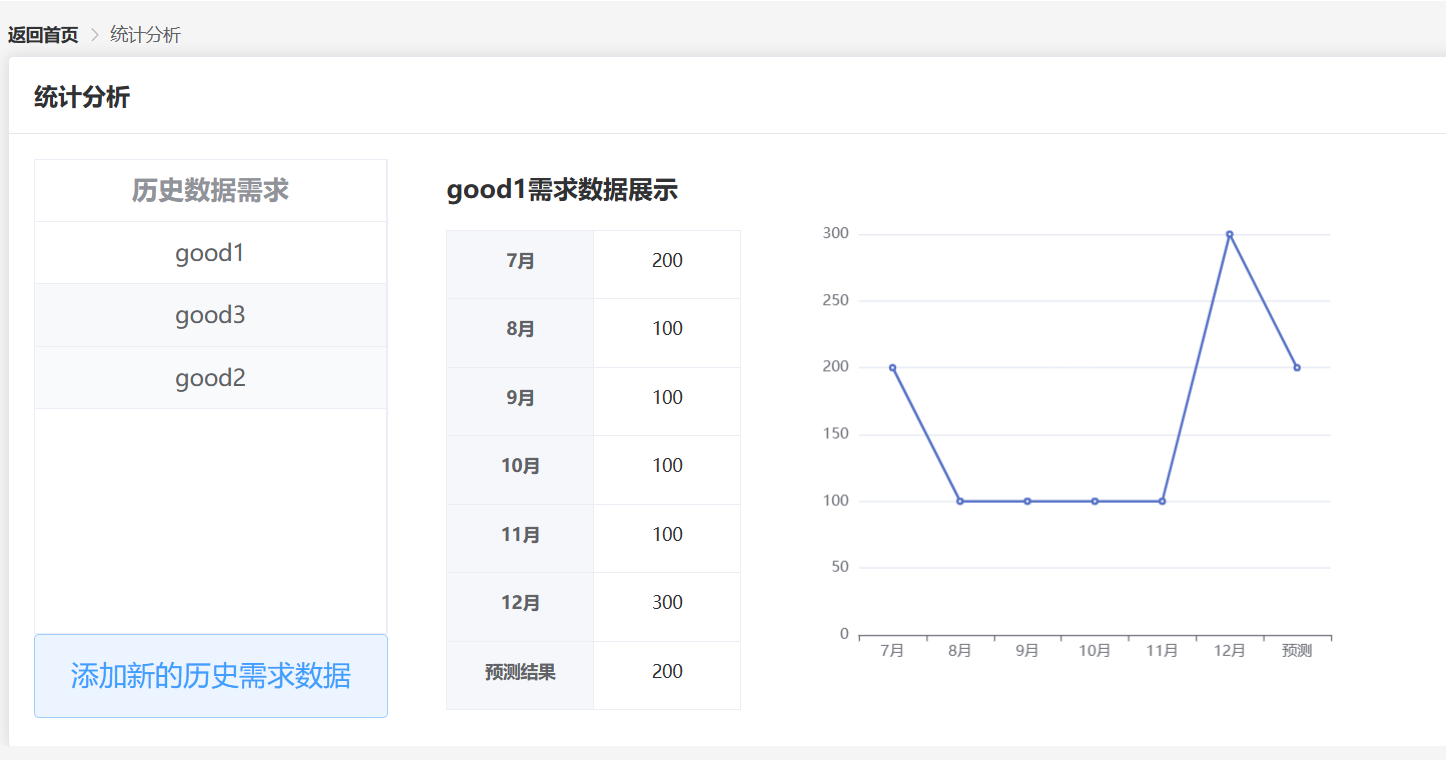 返回首页 > 统计分析
统计分析
历史数据需求
good1
good3
good2
添加新的历史需求数据
good1需求数据展示
7月 200
8月 100
9月 100
10月 100
11月 100
12月 300
预测结果 200
300
250
200
150
100
50
0
7月 8月 9月 10月 11月 12月 预测